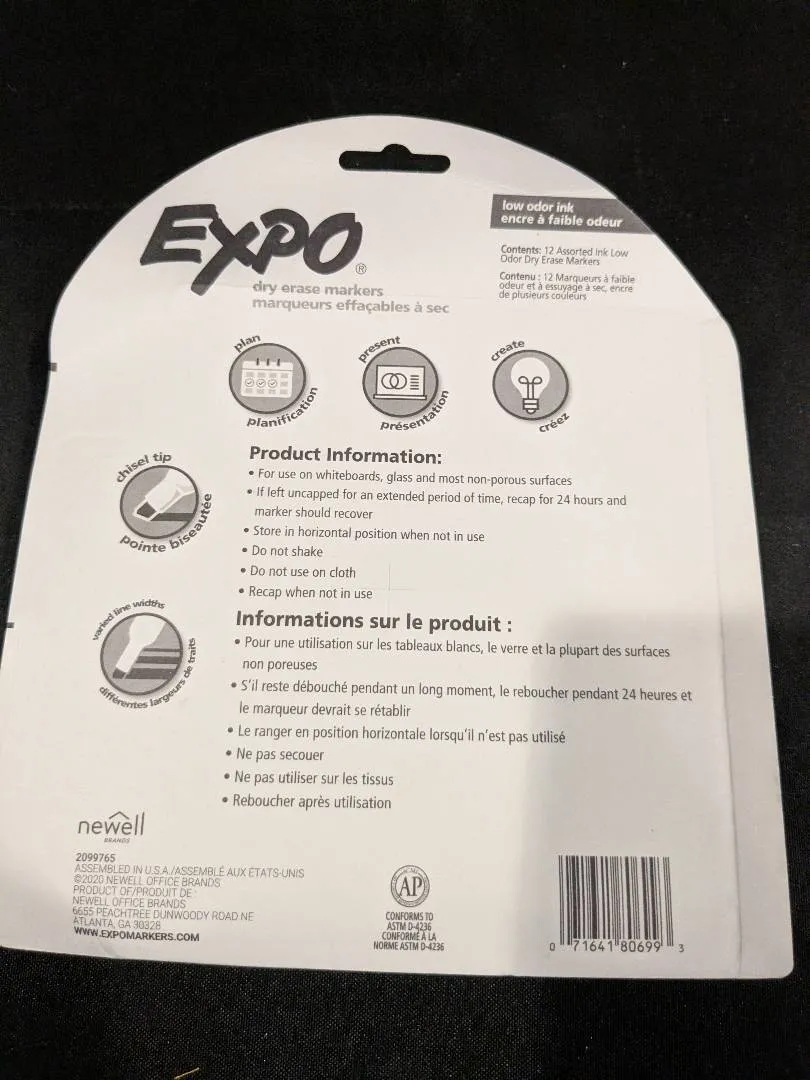 EXPO®
dry erase markers
marqueurs effaçables à sec
low odor ink
encre à faible odeur
Contents: 12 Assorted Ink Low
Odor Dry Erase Markers
Contenu : 12 Marqueurs à faible
odeur et à essuyage à sec, encre
de plusieurs couleurs
plan
planification
present
présentation
create
créez
chisel tip
pointe biseautée
Product Information:
• For use on whiteboards, glass and most non-porous surfaces
• If left uncapped for an extended period of time, recap for 24 hours and
marker should recover
• Store in horizontal position when not in use
• Do not shake
• Do not use on cloth
• Recap when not in use
varied line widths
différentes largeurs de traits
Informations sur le produit :
• Pour une utilisation sur les tableaux blancs, le verre et la plupart des surfaces
non poreuses
• S'il reste débouché pendant un long moment, le reboucher pendant 24 heures et
le marqueur devrait se rétablir
• Le ranger en position horizontale lorsqu'il n'est pas utilisé
• Ne pas secouer
• Ne pas utiliser sur les tissus
• Reboucher après utilisation
newell
BRANDS
2099765
ASSEMBLED IN U.S.A./ASSEMBLÉ AUX ÉTATS-UNIS
©2020 NEWELL OFFICE BRANDS
PRODUCT OF/PRODUIT DE :
NEWELL OFFICE BRANDS
6655 PEACHTREE DUNWOODY ROAD NE
ATLANTA, GA 30328
WWW.EXPOMARKERS.COM
AP
CONFORMS TO
ASTM D-4236
CONFORME À LA
NORME ASTM D-4236
0 71641 80699 3